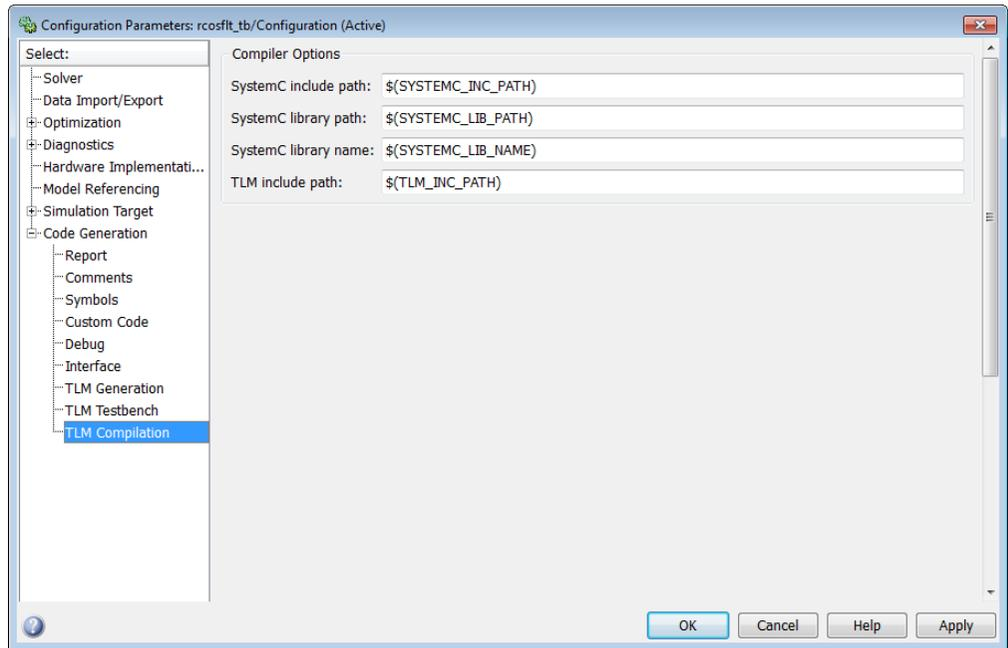 Configuration Parameters: rcosflt_tb/Configuration (Active)
Select:
Solver
Data Import/Export
Optimization
Diagnostics
Hardware Implementati...
Model Referencing
Simulation Target
Code Generation
Report
Comments
Symbols
Custom Code
Debug
Interface
TLM Generation
TLM Testbench
TLM Compilation
Compiler Options
SystemC include path: $(SYSTEMC_INC_PATH)
SystemC library path: $(SYSTEMC_LIB_PATH)
SystemC library name: $(SYSTEMC_LIB_NAME)
TLM include path: $(TLM_INC_PATH)
OK Cancel Help Apply